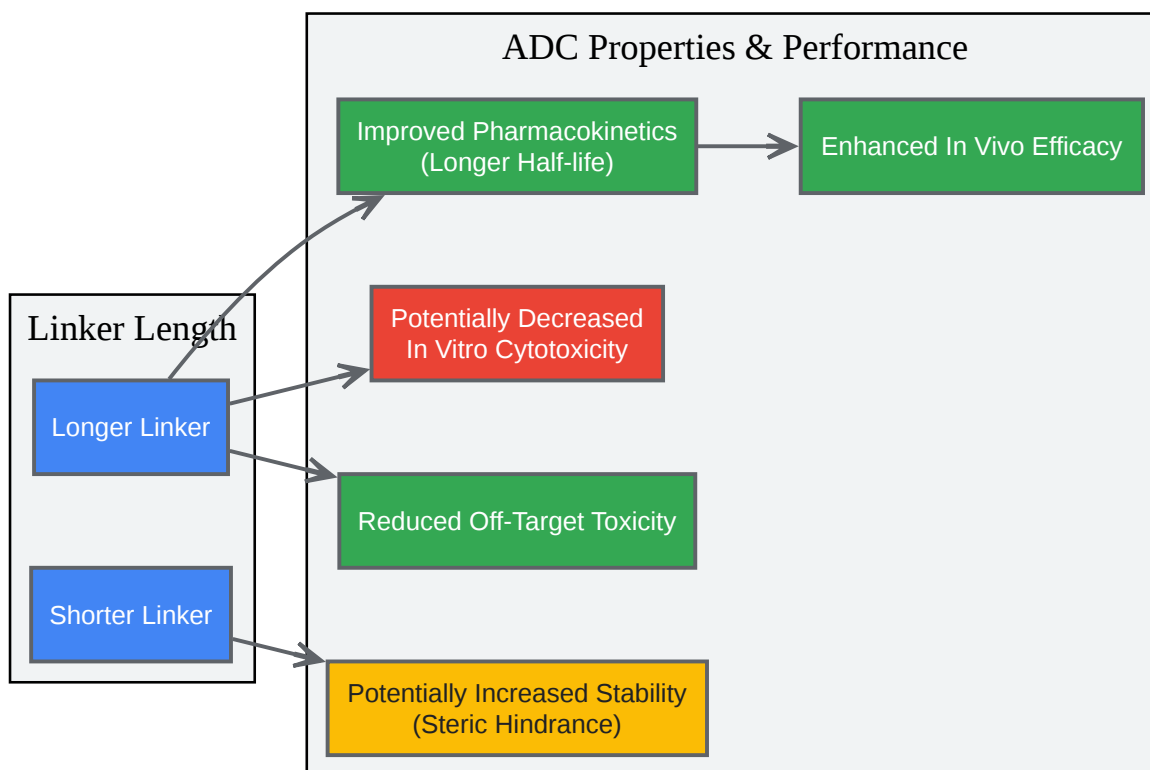 ADC Properties & Performance
Improved Pharmacokinetics
(Longer Half-life)
Enhanced In Vivo Efficacy
Linker Length
Potentially Decreased
In Vitro Cytotoxicity
Longer Linker
Reduced Off-Target Toxicity
Shorter Linker
Potentially Increased Stability
(Steric Hindrance)